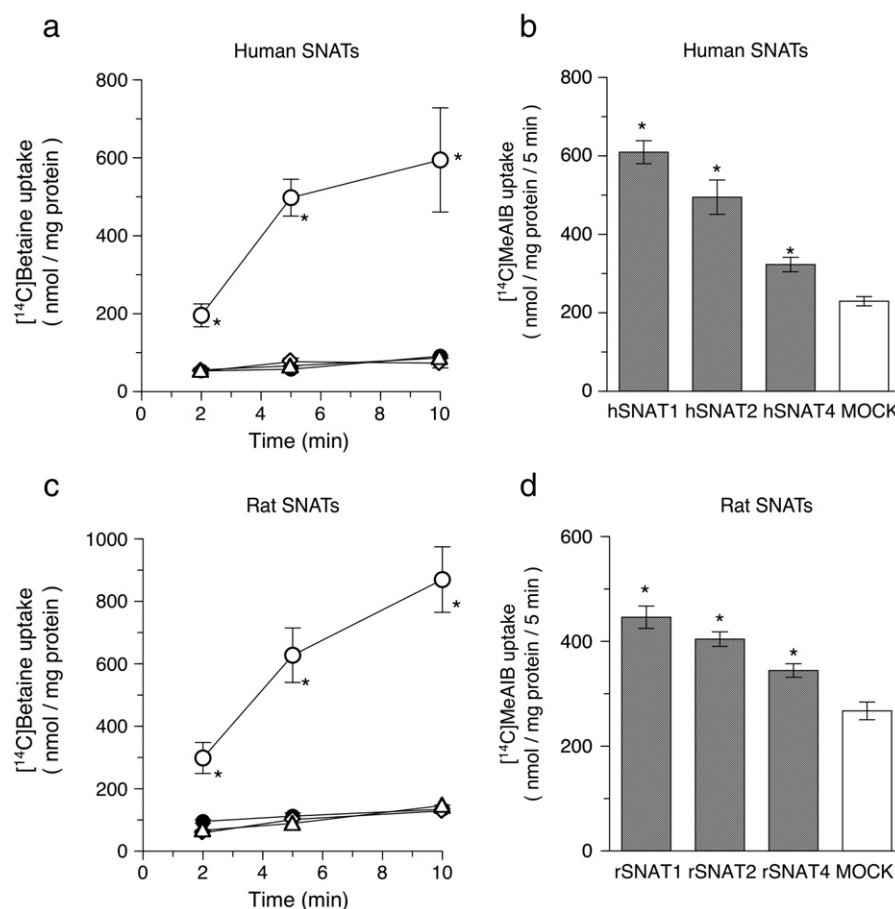 a
Human SNATs
[¹⁴C]Betaine uptake
( nmol / mg protein )
800
600
400
200
0
0 2 4 6 8 10
Time (min)
*
*
*
b
Human SNATs
[¹⁴C]MeAIB uptake
( nmol / mg protein / 5 min )
800
600
400
200
0
*
*
*
hSNAT1 hSNAT2 hSNAT4 MOCK
c
Rat SNATs
[¹⁴C]Betaine uptake
( nmol / mg protein )
1000
800
600
400
200
0
0 2 4 6 8 10
Time (min)
*
*
*
d
Rat SNATs
[¹⁴C]MeAIB uptake
( nmol / mg protein / 5 min )
600
400
200
0
*
*
*
rSNAT1 rSNAT2 rSNAT4 MOCK